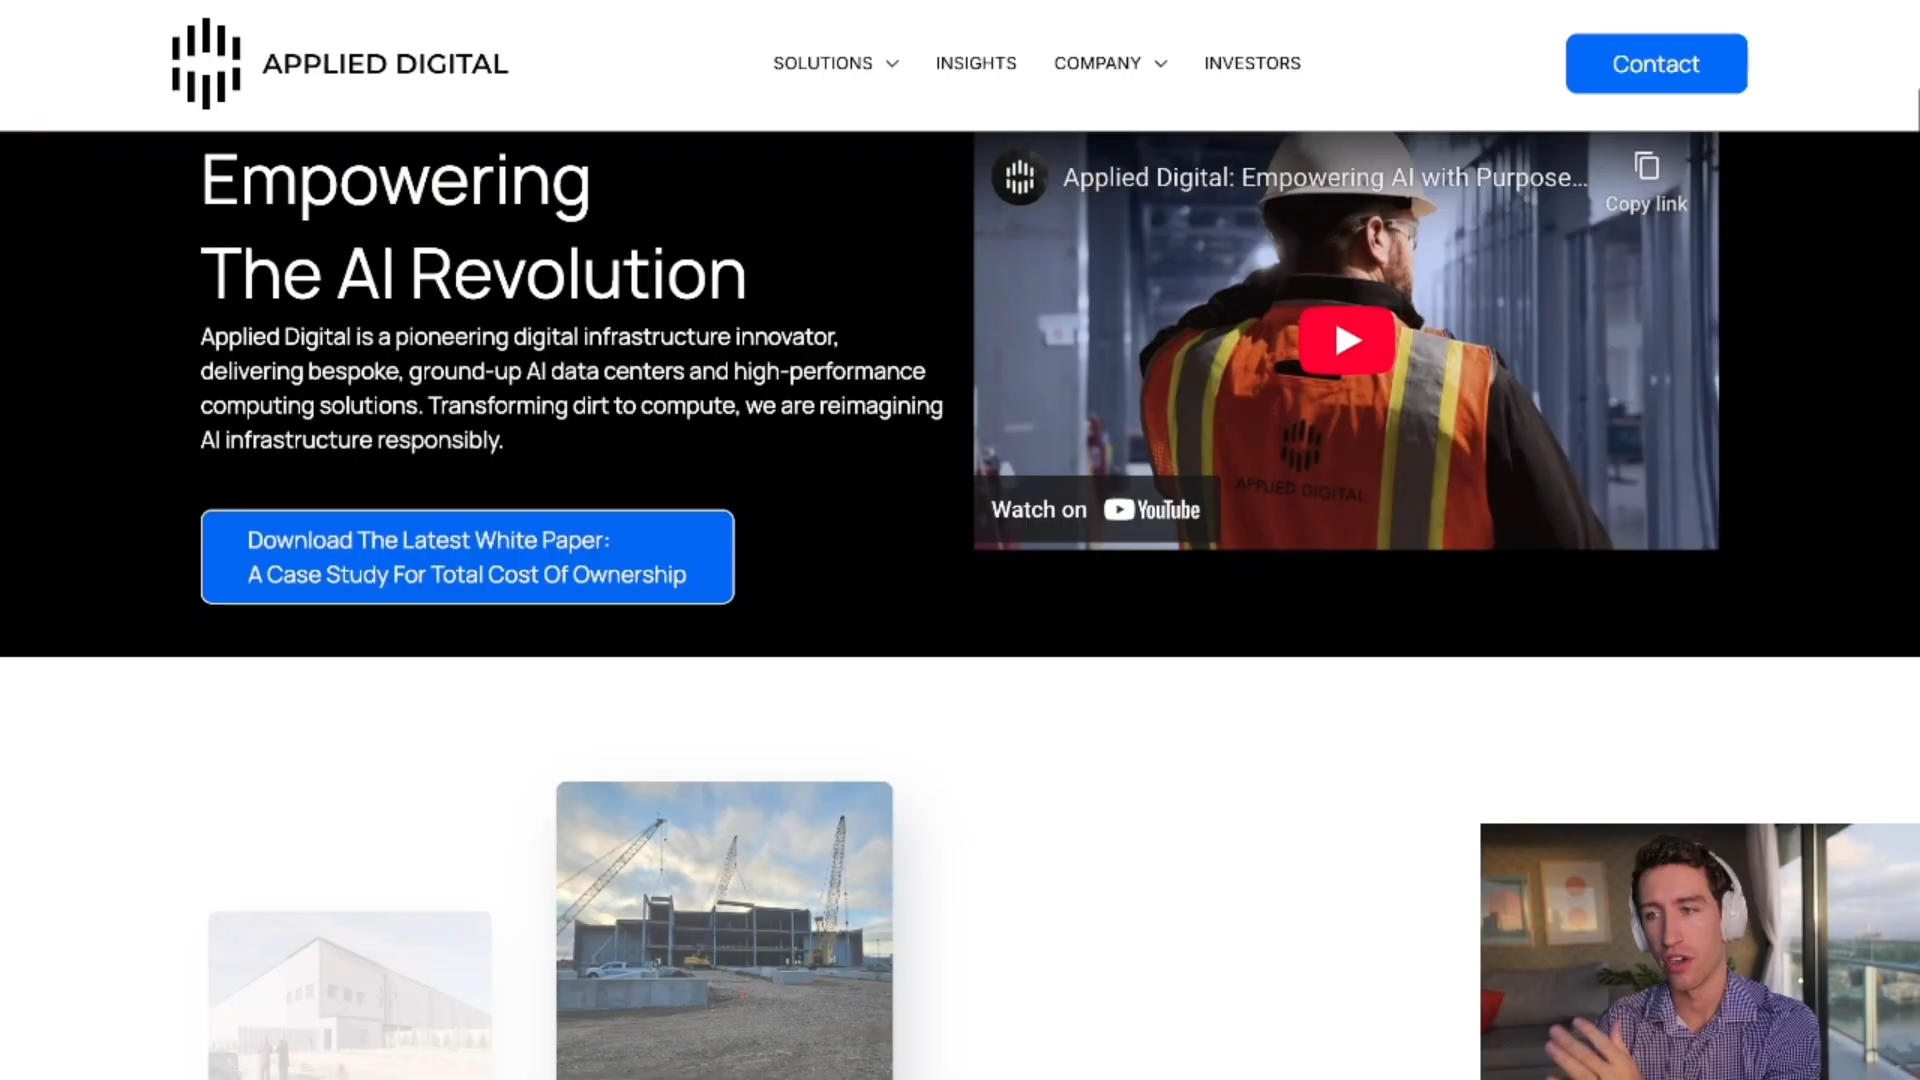 APPLIED DIGITAL
SOLUTIONS
INSIGHTS
COMPANY
INVESTORS
Contact
Empowering
The AI Revolution
Applied Digital is a pioneering digital infrastructure innovator,
delivering bespoke, ground-up AI data centers and high-performance
computing solutions. Transforming dirt to compute, we are reimagining
AI infrastructure responsibly.
Download The Latest White Paper:
A Case Study For Total Cost Of Ownership
Applied Digital: Empowering AI with Purpose...
Copy link
APPLIED DIGITAL
Watch on YouTube